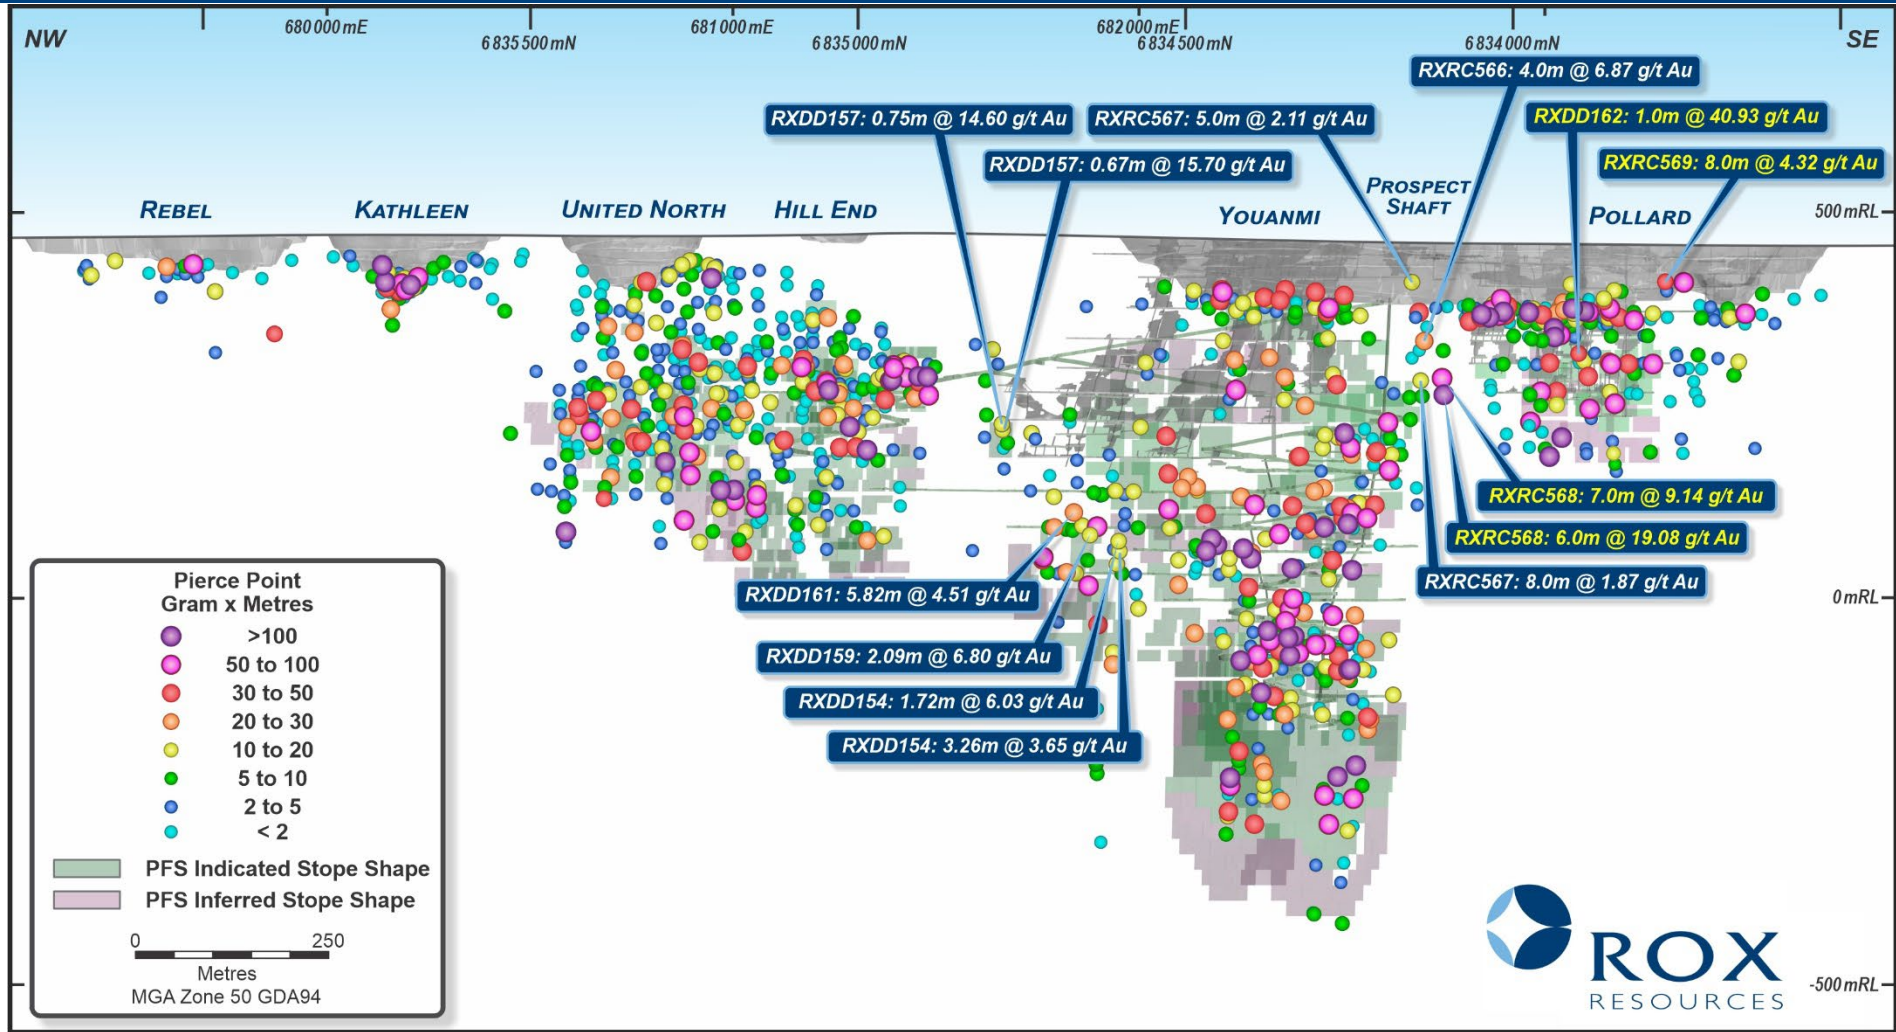 NW
680 000 mE
6 835 500 mN
681 000 mE
6 835 000 mN
682 000 mE
6 834 500 mN
6 834 000 mN
SE
RXRC566: 4.0m @ 6.87 g/t Au
RXDD157: 0.75m @ 14.60 g/t Au
RXRC567: 5.0m @ 2.11 g/t Au
RXDD162: 1.0m @ 40.93 g/t Au
RXDD157: 0.67m @ 15.70 g/t Au
RXRC569: 8.0m @ 4.32 g/t Au
REBEL
KATHLEEN
UNITED NORTH
HILL END
YOUANMI
PROSPECT
SHAFT
POLLARD
500 mRL
RXRC568: 7.0m @ 9.14 g/t Au
RXRC568: 6.0m @ 19.08 g/t Au
RXRC567: 8.0m @ 1.87 g/t Au
RXDD161: 5.82m @ 4.51 g/t Au
0 mRL
RXDD159: 2.09m @ 6.80 g/t Au
RXDD154: 1.72m @ 6.03 g/t Au
RXDD154: 3.26m @ 3.65 g/t Au
Pierce Point
Gram x Metres
>100
50 to 100
30 to 50
20 to 30
10 to 20
5 to 10
2 to 5
< 2
PFS Indicated Stope Shape
PFS Inferred Stope Shape
0 250
Metres
MGA Zone 50 GDA94
ROX
RESOURCES
-500 mRL